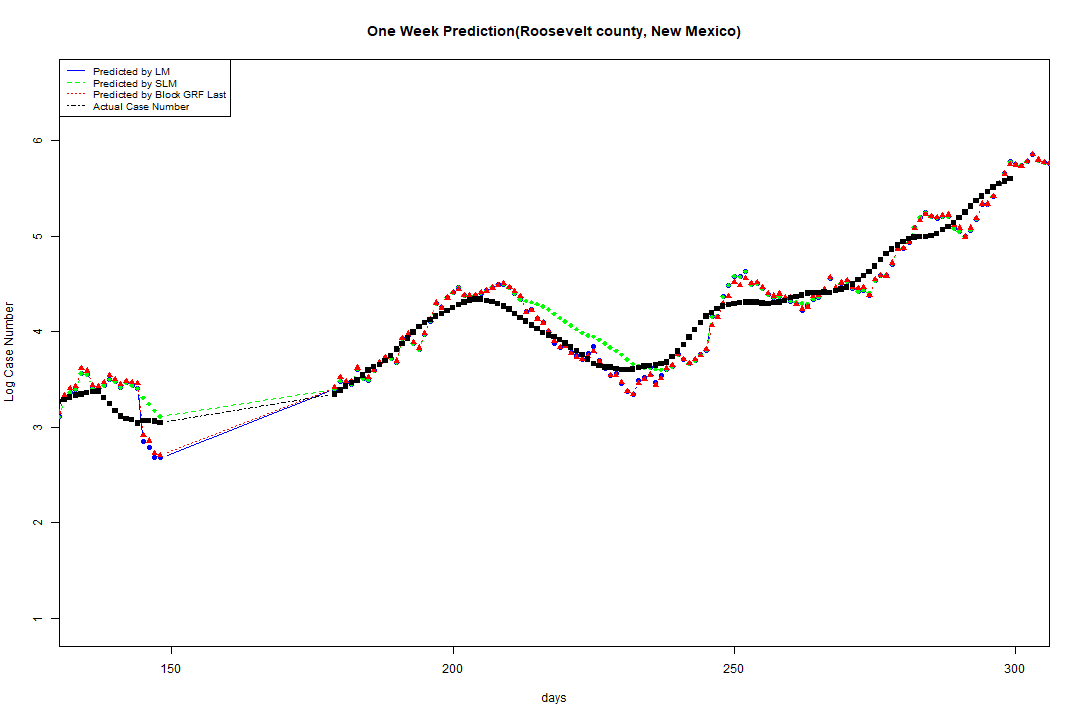 One Week Prediction(Roosevelt county, New Mexico)
Predicted by LM
Predicted by SLM
Predicted by Block GRF Last
Actual Case Number
6
5
4
3
2
1
Log Case Number
150 200 250 300
days